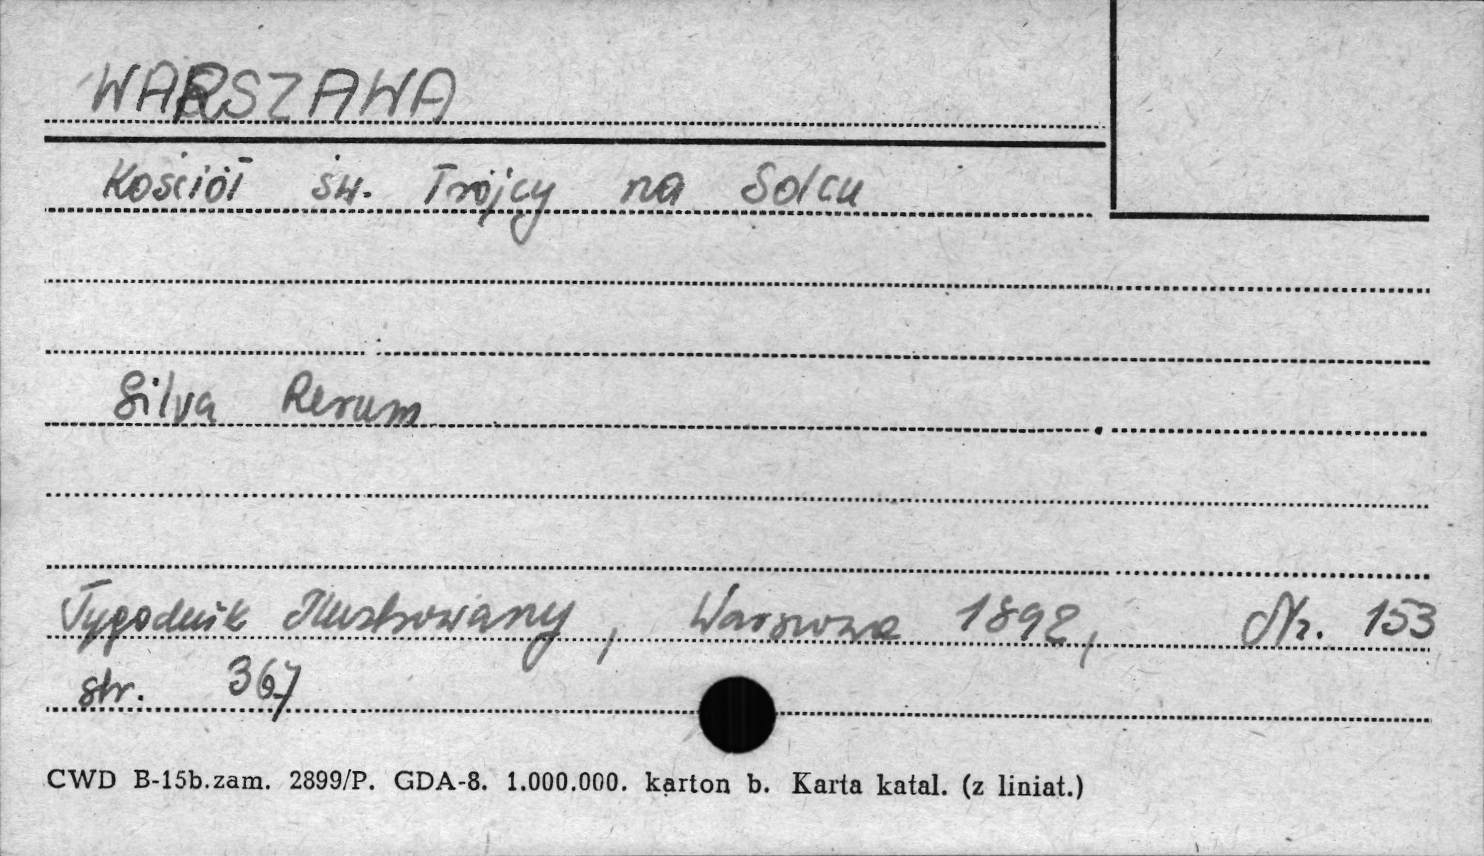 WARSZAWA
Kościół św. Trójcy na Solcu
Silva Rerum
Tygodnik Ilustrowany, Warszawa 1892, Nr. 153
str. 367
CWD B-15b.zam. 2899/P. GDA-8. 1.000.000. karton b. Karta katal. (z liniat.)